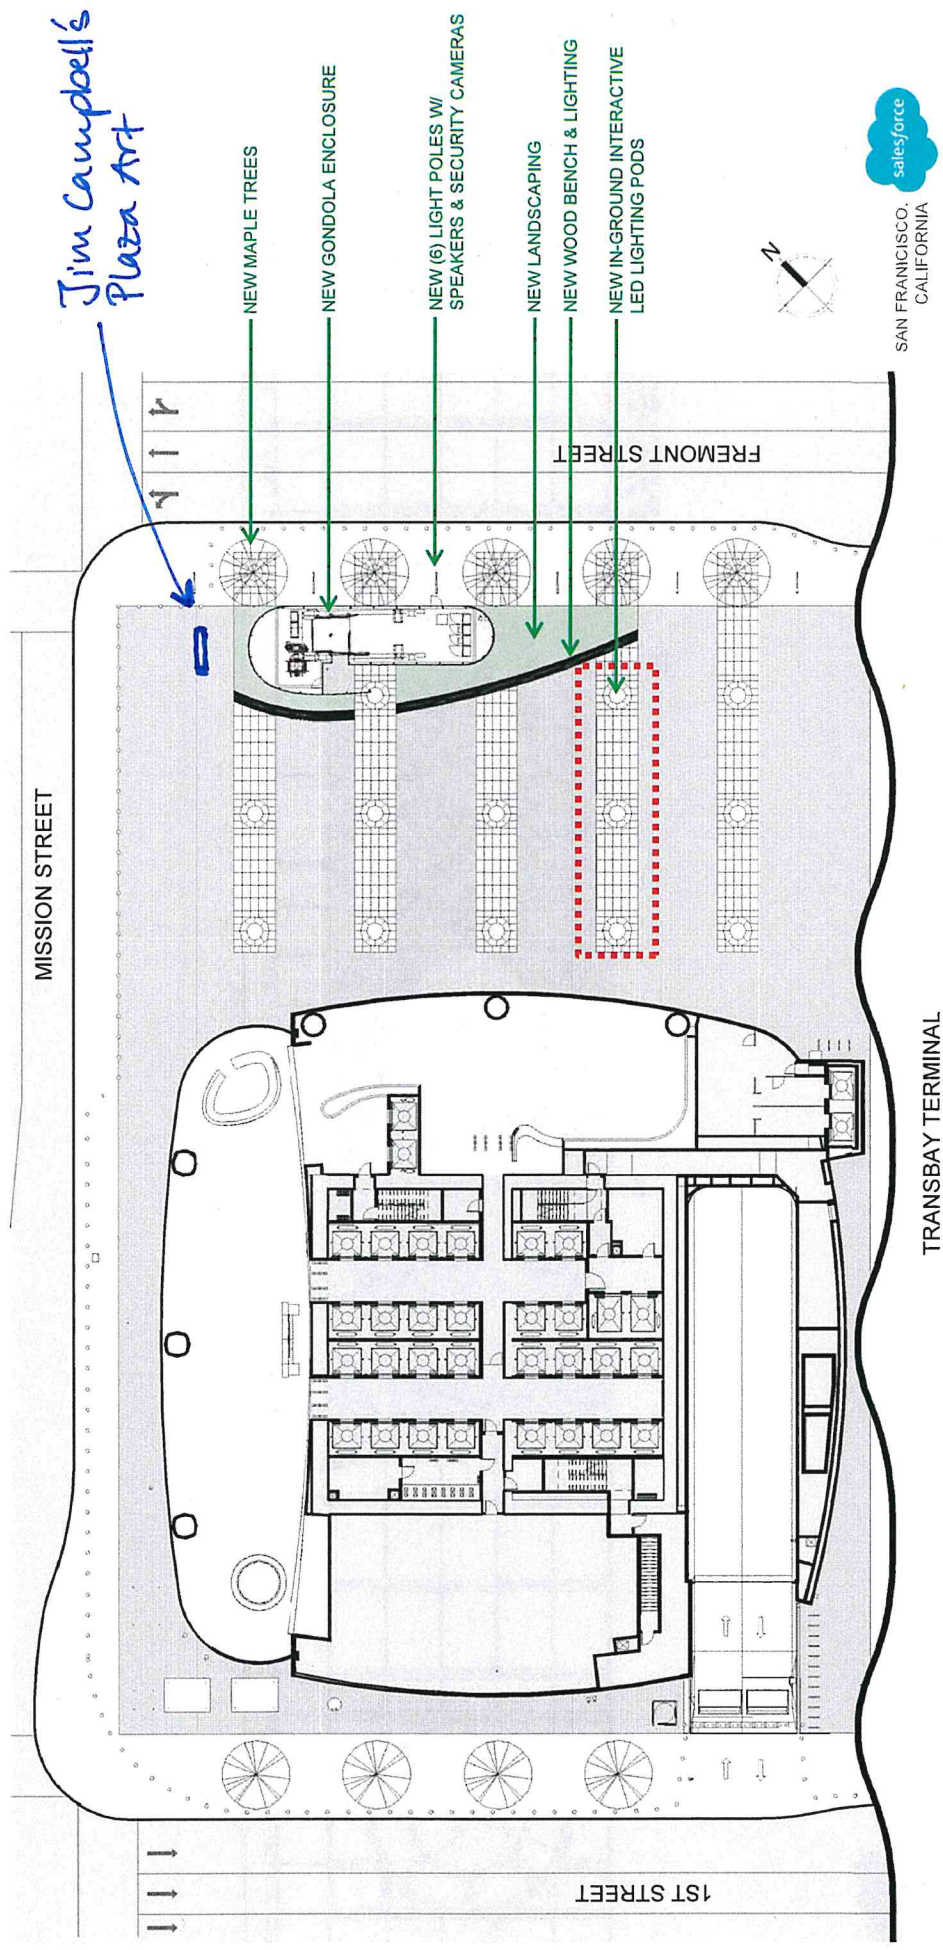 Jim Campbell's
Plaza Art
NEW MAPLE TREES
NEW GONDOLA ENCLOSURE
NEW (6) LIGHT POLES W/
SPEAKERS & SECURITY CAMERAS
NEW LANDSCAPING
NEW WOOD BENCH & LIGHTING
NEW IN-GROUND INTERACTIVE
LED LIGHTING PODS
MISSION STREET
FREMONT STREET
1ST STREET
TRANSBAY TERMINAL
N
SAN FRANICISCO,
CALIFORNIA
salesforce